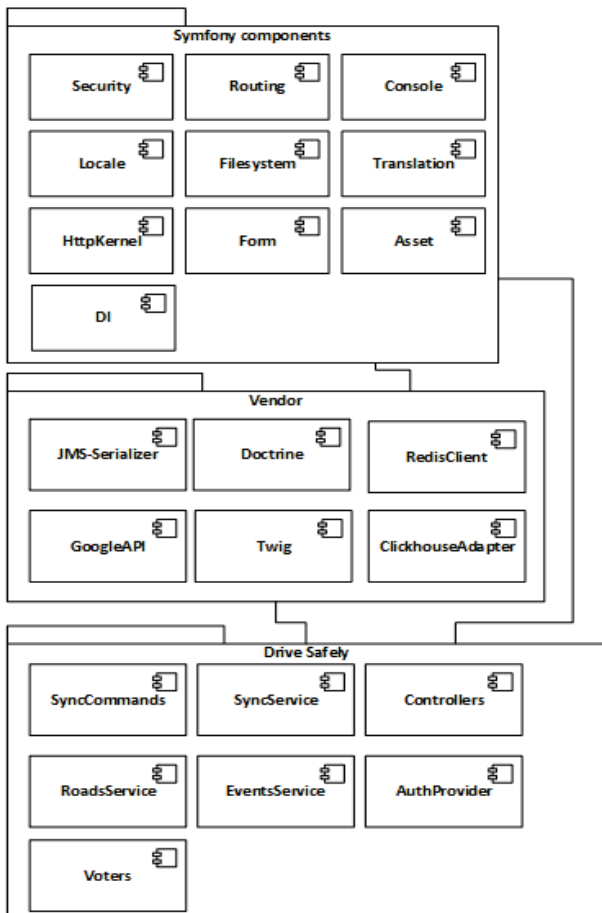 Symfony components
Security
Routing
Console
Locale
Filesystem
Translation
HttpKernel
Form
Asset
DI
Vendor
JMS-Serializer
Doctrine
RedisClient
GoogleAPI
Twig
ClickhouseAdapter
Drive Safely
SyncCommands
SyncService
Controllers
RoadsService
EventsService
AuthProvider
Voters